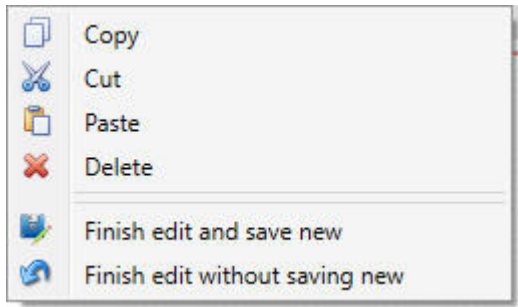 Copy
Cut
Paste
Delete
Finish edit and save new
Finish edit without saving new